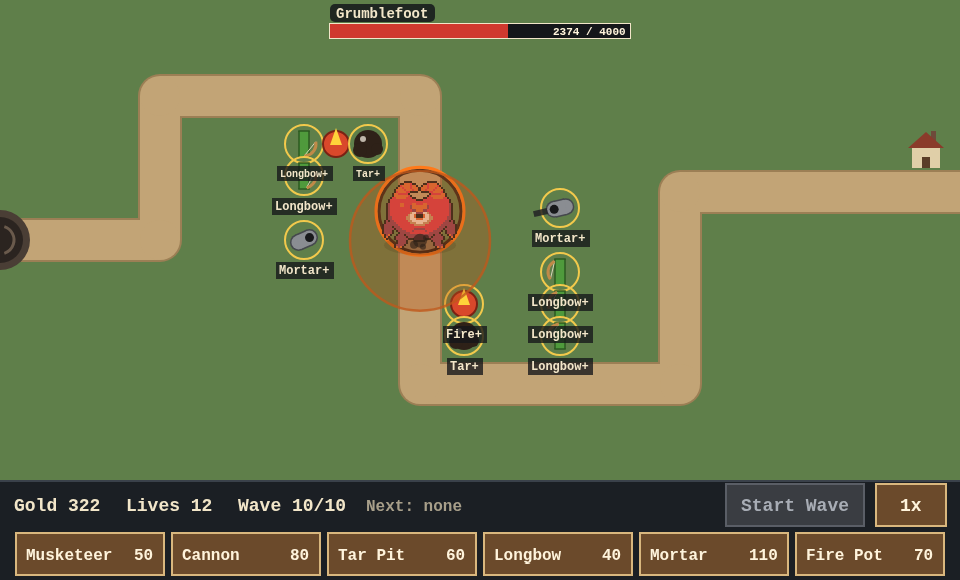 Grumblefoot
2374 / 4000
Longbow+
Tar+
Longbow+
Mortar+
Mortar+
Longbow+
Fire+
Longbow+
Tar+
Longbow+
Gold 322
Lives 12
Wave 10/10
Next: none
Start Wave
1x
Musketeer 50
Cannon 80
Tar Pit 60
Longbow 40
Mortar 110
Fire Pot 70